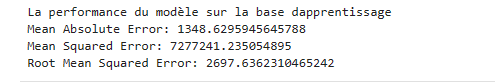 La performance du modèle sur la base dapprentissage
Mean Absolute Error: 1348.6295945645788
Mean Squared Error: 7277241.235054895
Root Mean Squared Error: 2697.6362310465242